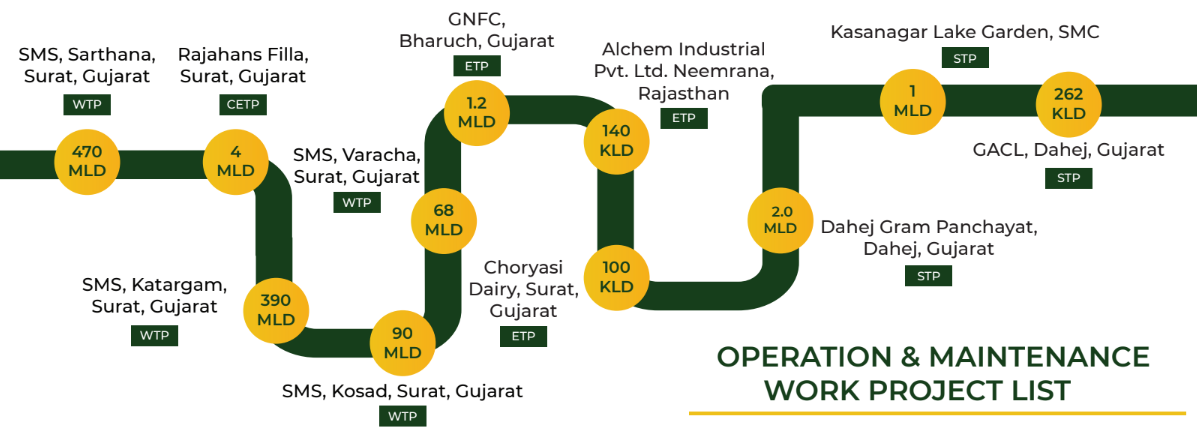 SMS, Sarthana,
Surat, Gujarat
WTP
470
MLD
Rajahans Filla,
Surat, Gujarat
CETP
4
MLD
SMS, Katargam,
Surat, Gujarat
WTP
390
MLD
90
MLD
SMS, Kosad, Surat, Gujarat
WTP
SMS, Varacha,
Surat, Gujarat
WTP
68
MLD
GNFC,
Bharuch, Gujarat
ETP
1.2
MLD
Alchem Industrial
Pvt. Ltd. Neemrana,
Rajasthan
ETP
140
KLD
Choryasi
Dairy, Surat,
Gujarat
ETP
100
KLD
2.0
MLD
Dahej Gram Panchayat,
Dahej, Gujarat
STP
Kasanagar Lake Garden, SMC
STP
1
MLD
262
KLD
GACL, Dahej, Gujarat
STP
OPERATION & MAINTENANCE
WORK PROJECT LIST